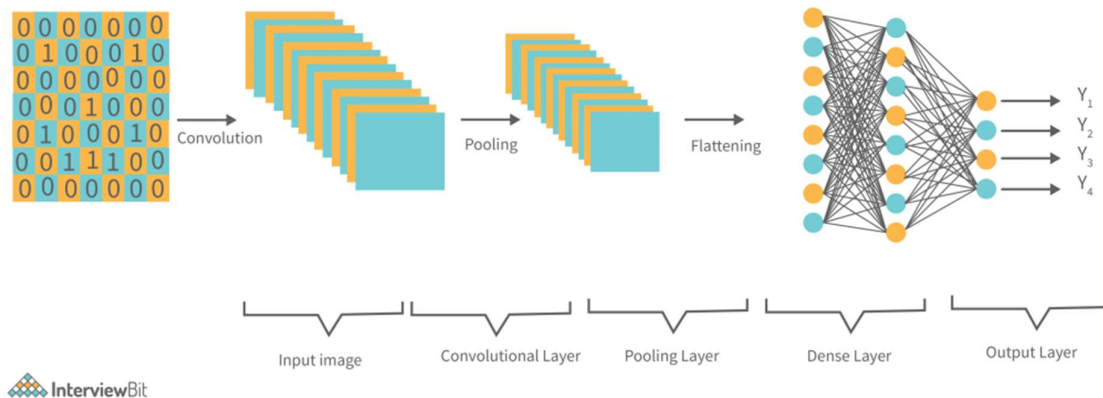 0 0 0 0 0 0 0
0 1 0 0 0 1 0
0 0 0 0 0 0 0
0 0 0 1 0 0 0
0 1 0 0 0 1 0
0 0 1 1 1 0 0
0 0 0 0 0 0 0
Convolution
Pooling
Flattening
Y1
Y2
Y3
Y4
Input image
Convolutional Layer
Pooling Layer
Dense Layer
Output Layer
InterviewBit